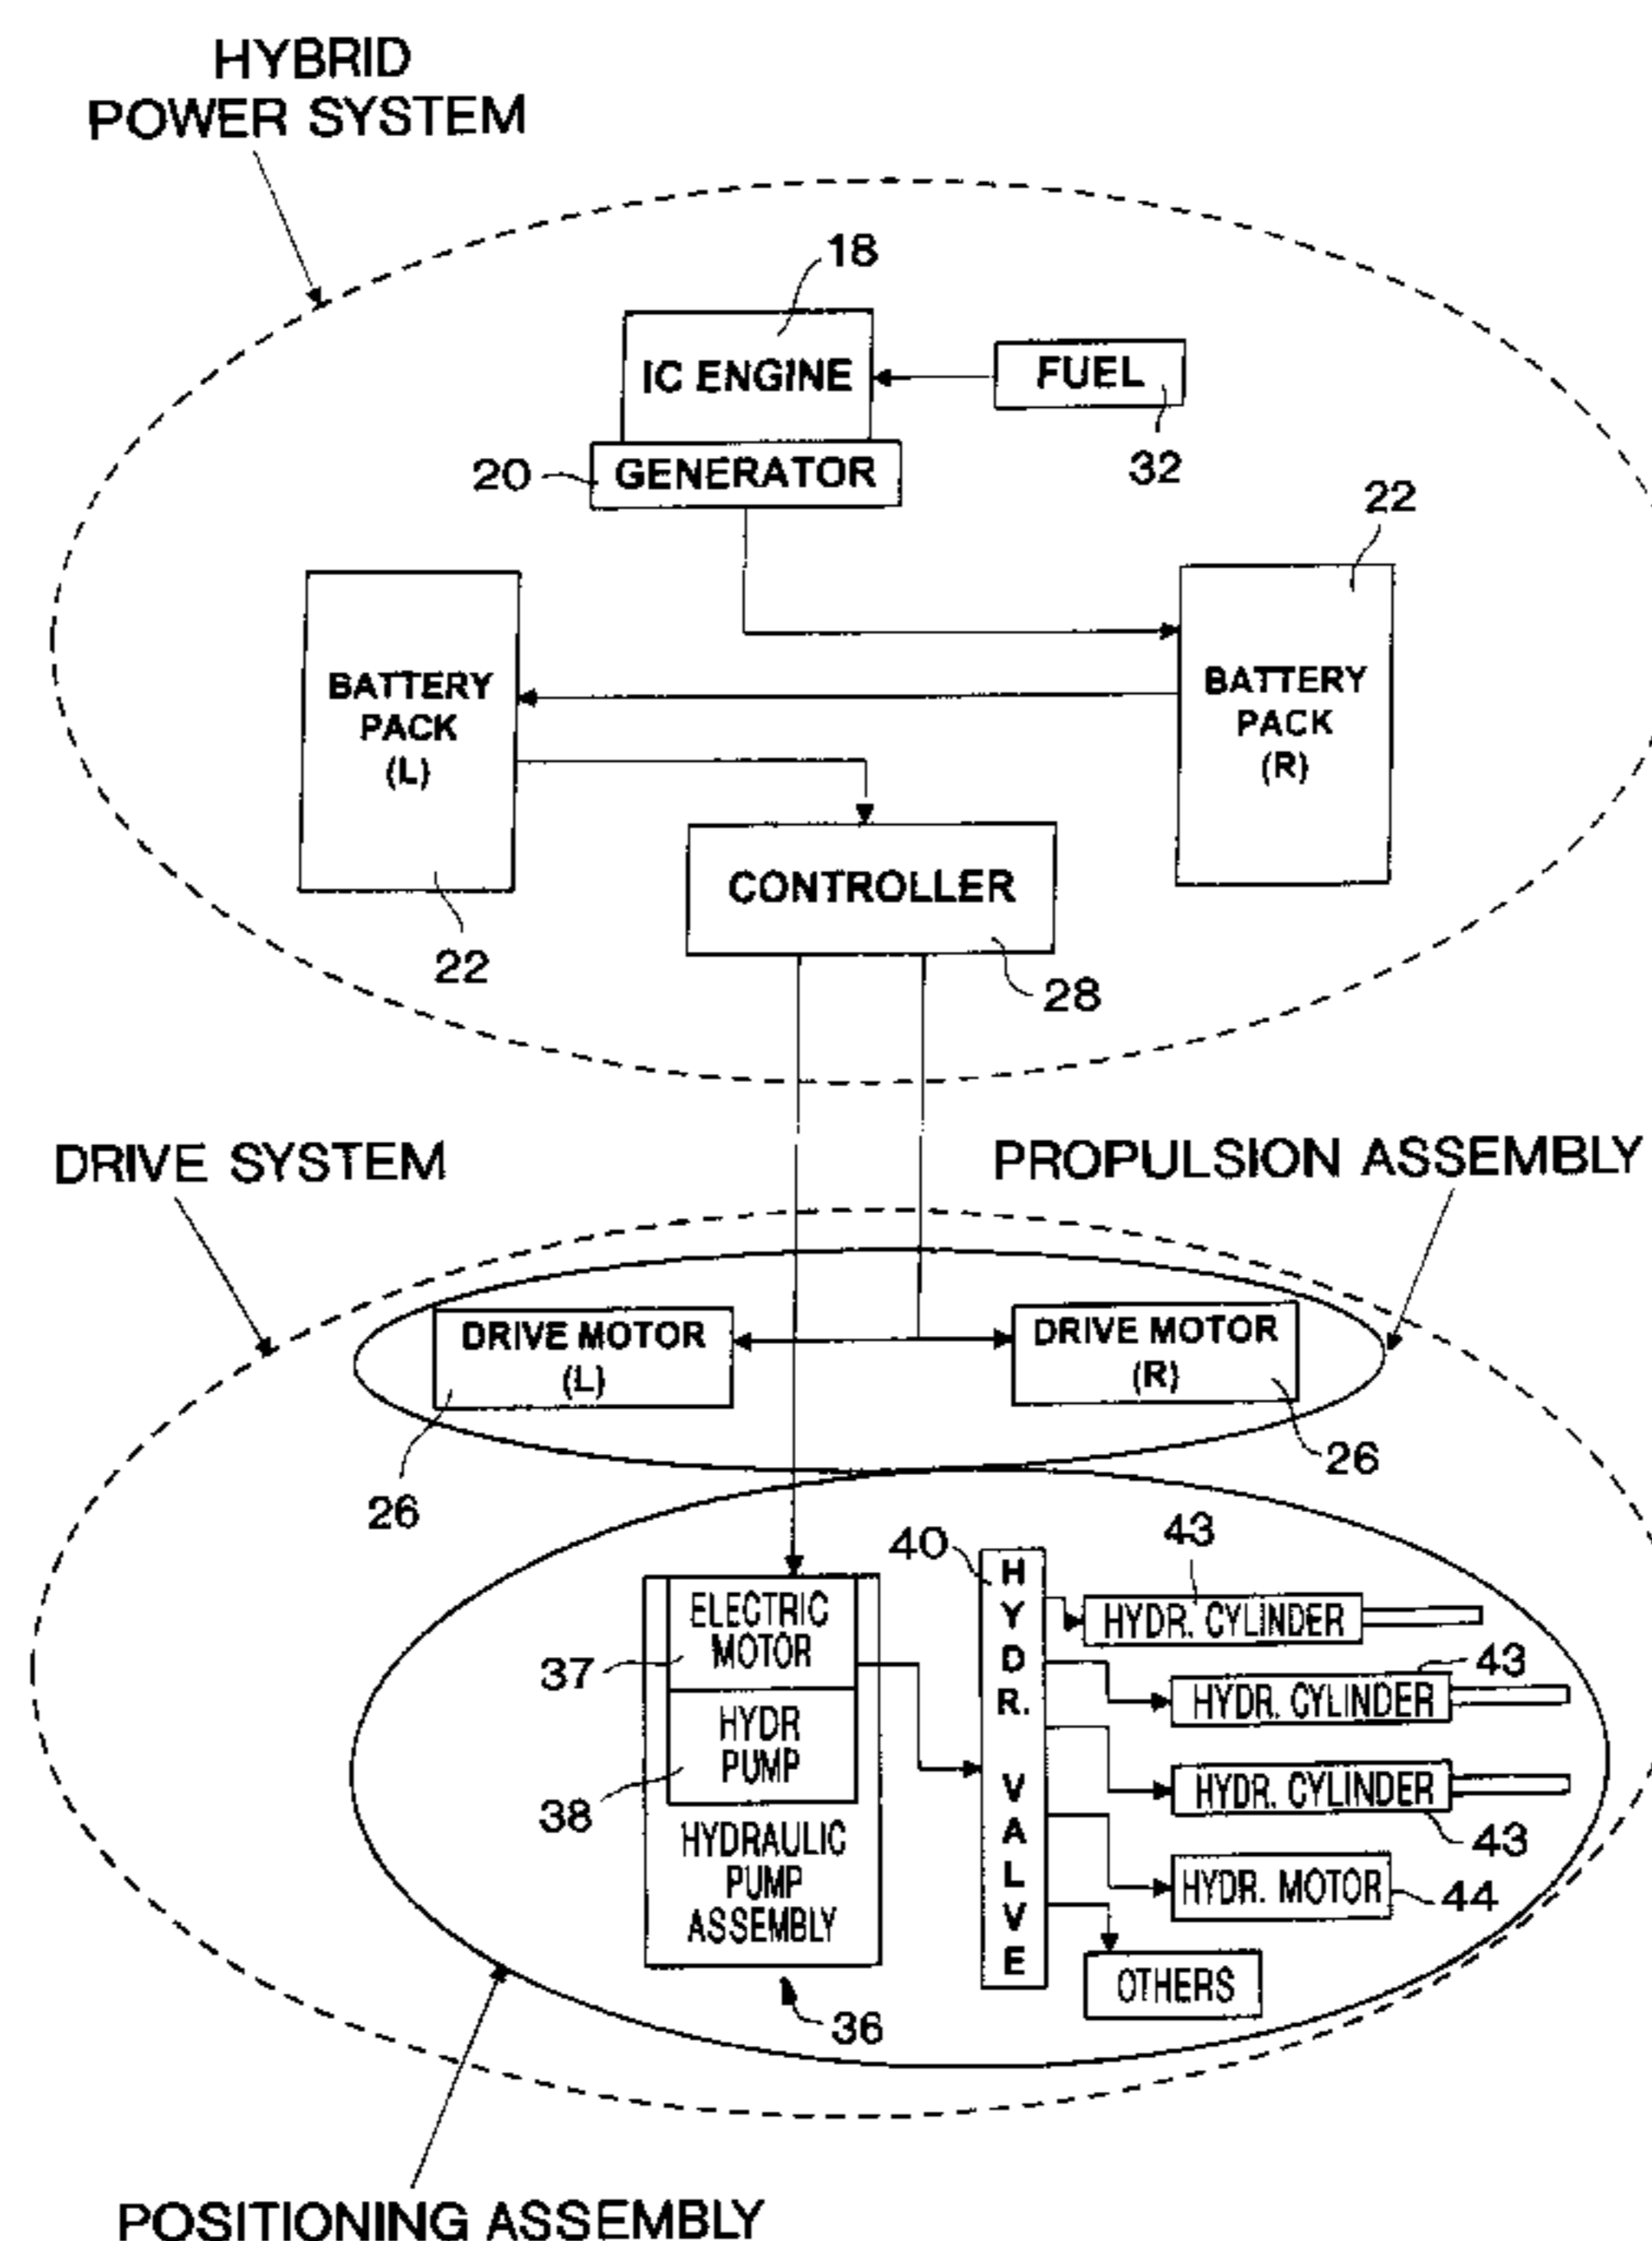 HYBRID
POWER SYSTEM
18
IC ENGINE
FUEL
32
20
GENERATOR
22
BATTERY
PACK
(L)
BATTERY
PACK
(R)
CONTROLLER
22
28
DRIVE SYSTEM
PROPULSION ASSEMBLY
DRIVE MOTOR
(L)
DRIVE MOTOR
(R)
26
26
40
43
ELECTRIC
MOTOR
37
HYDR
PUMP
38
HYDRAULIC
PUMP
ASSEMBLY
36
HYDR. VALVE
HYDR. CYLINDER
43
HYDR. CYLINDER
HYDR. CYLINDER
43
HYDR. MOTOR
44
OTHERS
POSITIONING ASSEMBLY